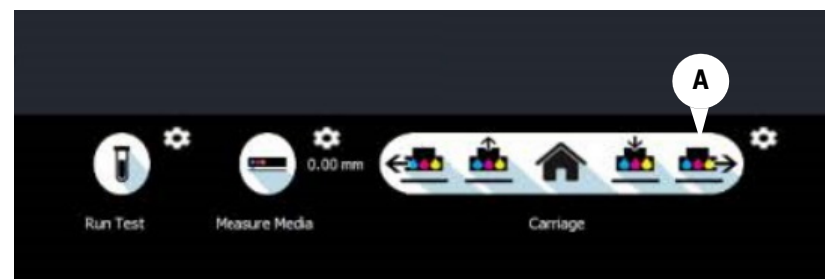 A
0.00 mm
Run Test
Measure Media
Carriage